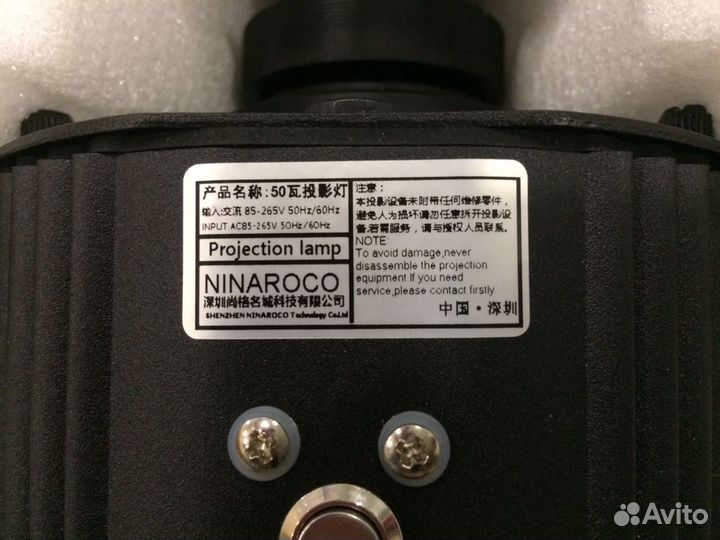 产品名称:50瓦投影灯
输入:交流 85-265V 50Hz/60Hz
INPUT AC85-265V 50Hz/60Hz
Projection lamp
NINAROCO
深圳尚格名城科技有限公司
SHENZHEN NINAROCO Technology Co.Ltd
注意:
本投影设备未附带任何维修零件,
避免人为损坏请勿任意拆开投影设
备.若需服务,请与授权人员联系。
NOTE:
To avoid damage,never
disassemble the projection
equipment If you need
service,please contact firstly
中国·深圳
Avito